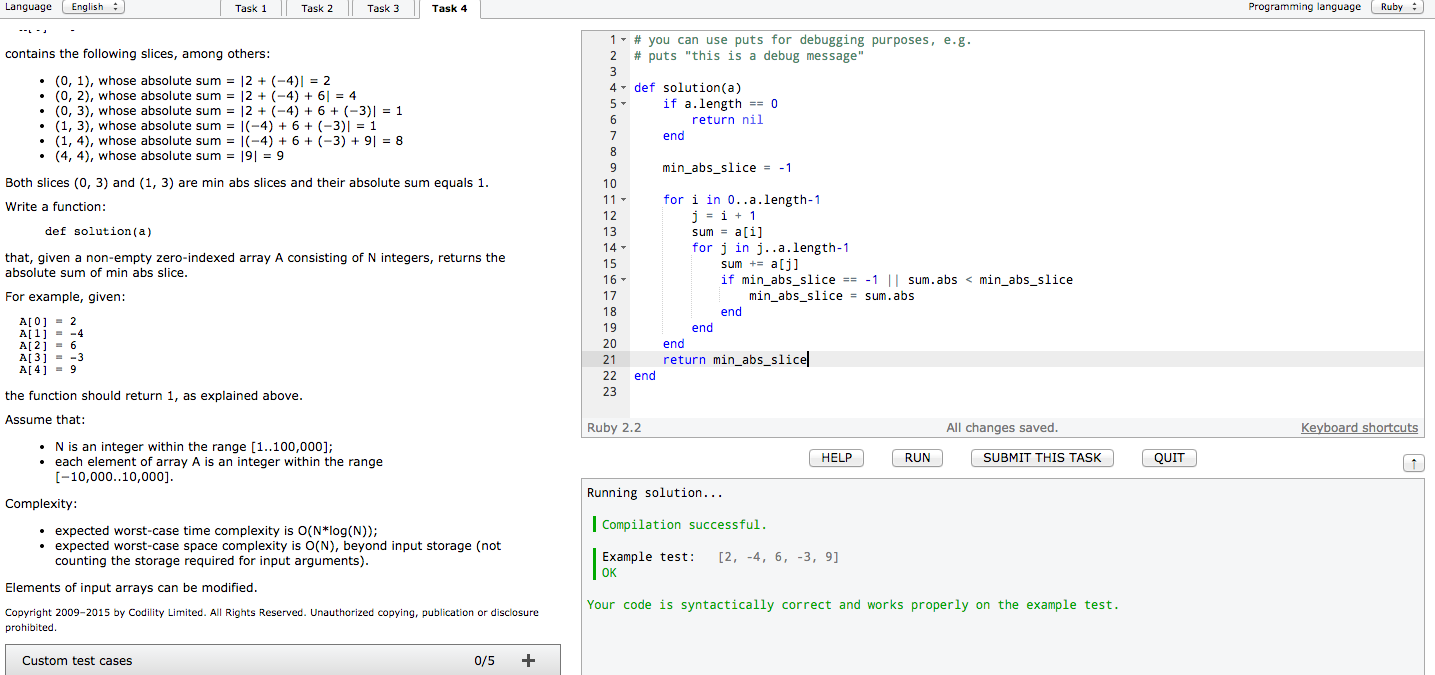 Language English Task 1 Task 2 Task 3 Task 4 Programming language Ruby
contains the following slices, among others:
• (0, 1), whose absolute sum = |2 + (−4)| = 2
• (0, 2), whose absolute sum = |2 + (−4) + 6| = 4
• (0, 3), whose absolute sum = |2 + (−4) + 6 + (−3)| = 1
• (1, 3), whose absolute sum = |(−4) + 6 + (−3)| = 1
• (1, 4), whose absolute sum = |(−4) + 6 + (−3) + 9| = 8
• (4, 4), whose absolute sum = |9| = 9
Both slices (0, 3) and (1, 3) are min abs slices and their absolute sum equals 1.
Write a function:
def solution(a)
that, given a non-empty zero-indexed array A consisting of N integers, returns the
absolute sum of min abs slice.
For example, given:
A[0] = 2
A[1] = -4
A[2] = 6
A[3] = -3
A[4] = 9
the function should return 1, as explained above.
Assume that:
• N is an integer within the range [1..100,000];
• each element of array A is an integer within the range
[−10,000..10,000].
Complexity:
• expected worst-case time complexity is O(N*log(N));
• expected worst-case space complexity is O(N), beyond input storage (not
counting the storage required for input arguments).
Elements of input arrays can be modified.
Copyright 2009–2015 by Codility Limited. All Rights Reserved. Unauthorized copying, publication or disclosure
prohibited.
Custom test cases 0/5 +
1 # you can use puts for debugging purposes, e.g.
2 # puts "this is a debug message"
3
4 def solution(a)
5     if a.length == 0
6         return nil
7     end
8
9     min_abs_slice = -1
10
11     for i in 0..a.length-1
12         j = i + 1
13         sum = a[i]
14         for j in j..a.length-1
15             sum += a[j]
16             if min_abs_slice == -1 || sum.abs < min_abs_slice
17                 min_abs_slice = sum.abs
18             end
19         end
20     end
21     return min_abs_slice
22 end
23
Ruby 2.2 All changes saved. Keyboard shortcuts
HELP RUN SUBMIT THIS TASK QUIT ↑
Running solution...
Compilation successful.
Example test: [2, -4, 6, -3, 9]
OK
Your code is syntactically correct and works properly on the example test.